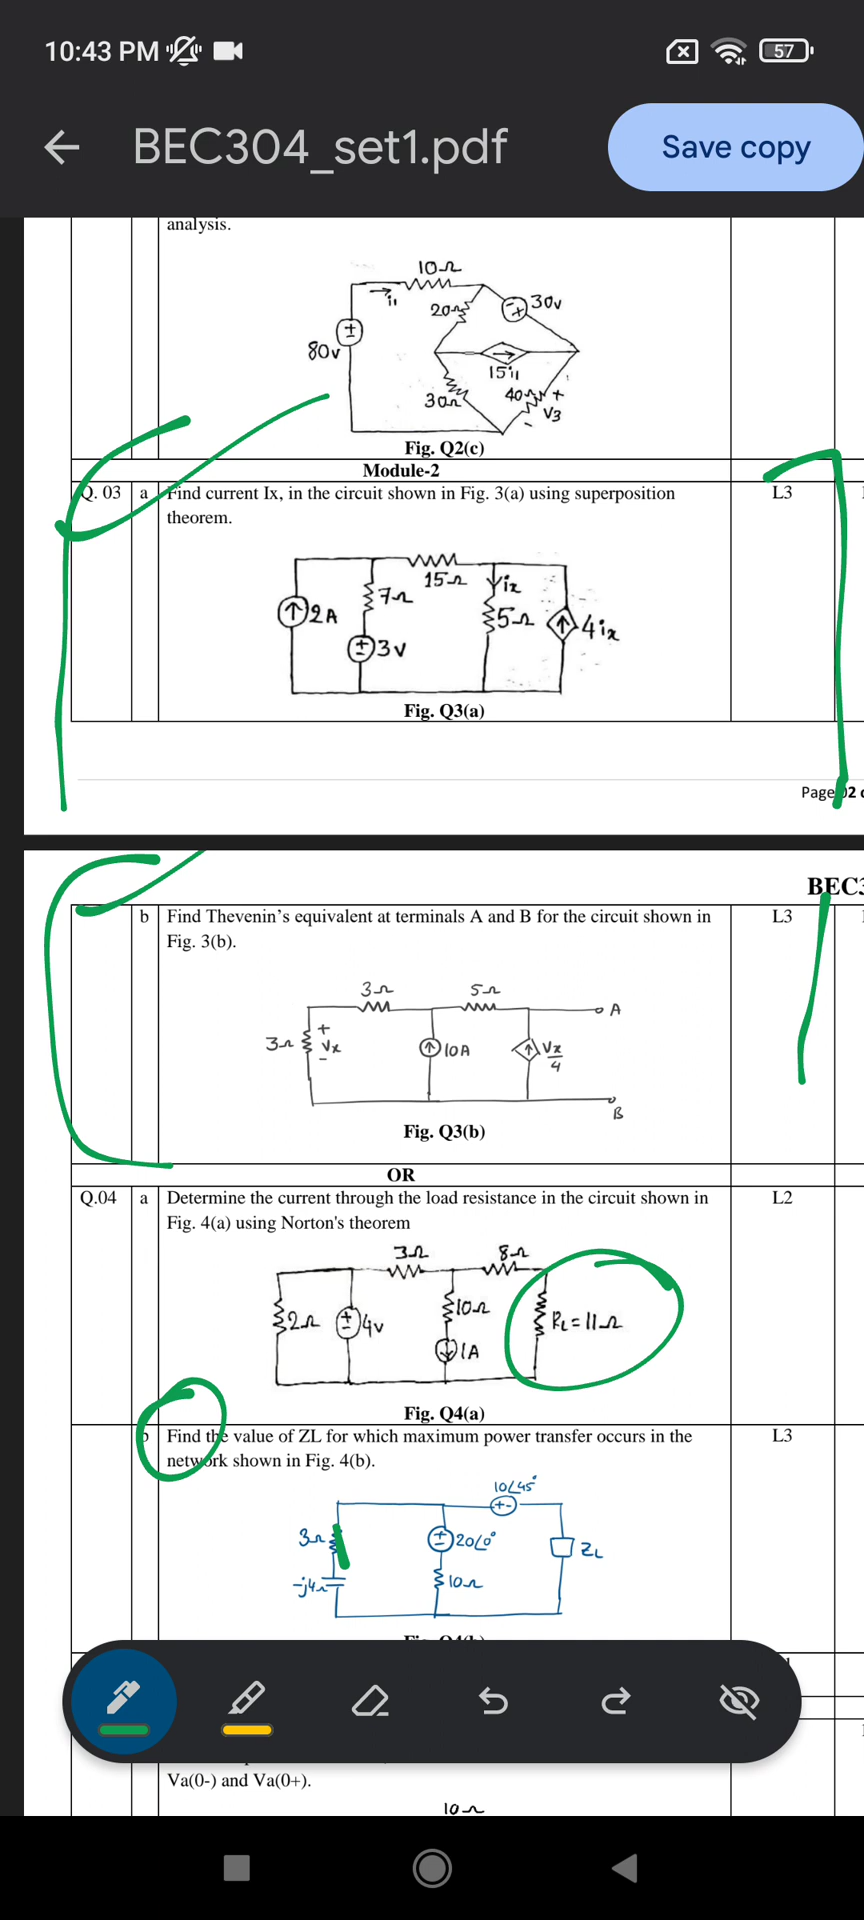 10:43 PM
57
BEC304_set1.pdf
Save copy
analysis.
10Ω
i1
20Ω
30v
80v
15i1
30Ω
40Ω
+
V3
-
Fig. Q2(c)
Module-2
Q. 03 a Find current Ix, in the circuit shown in Fig. 3(a) using superposition L3
theorem.
15Ω
ix
7Ω
2A
5Ω
4ix
3v
Fig. Q3(a)
Page 02
BEC3
b Find Thevenin's equivalent at terminals A and B for the circuit shown in L3
Fig. 3(b).
3Ω
5Ω
A
3Ω
+
Vx
-
10A
Vx
4
B
Fig. Q3(b)
OR
Q.04 a Determine the current through the load resistance in the circuit shown in L2
Fig. 4(a) using Norton's theorem
3Ω
8Ω
2Ω
4v
10Ω
1A
RL=11Ω
Fig. Q4(a)
b Find the value of ZL for which maximum power transfer occurs in the L3
network shown in Fig. 4(b).
10∠45°
3Ω
20∠0°
ZL
-j4Ω
10Ω
Va(0-) and Va(0+).
10Ω